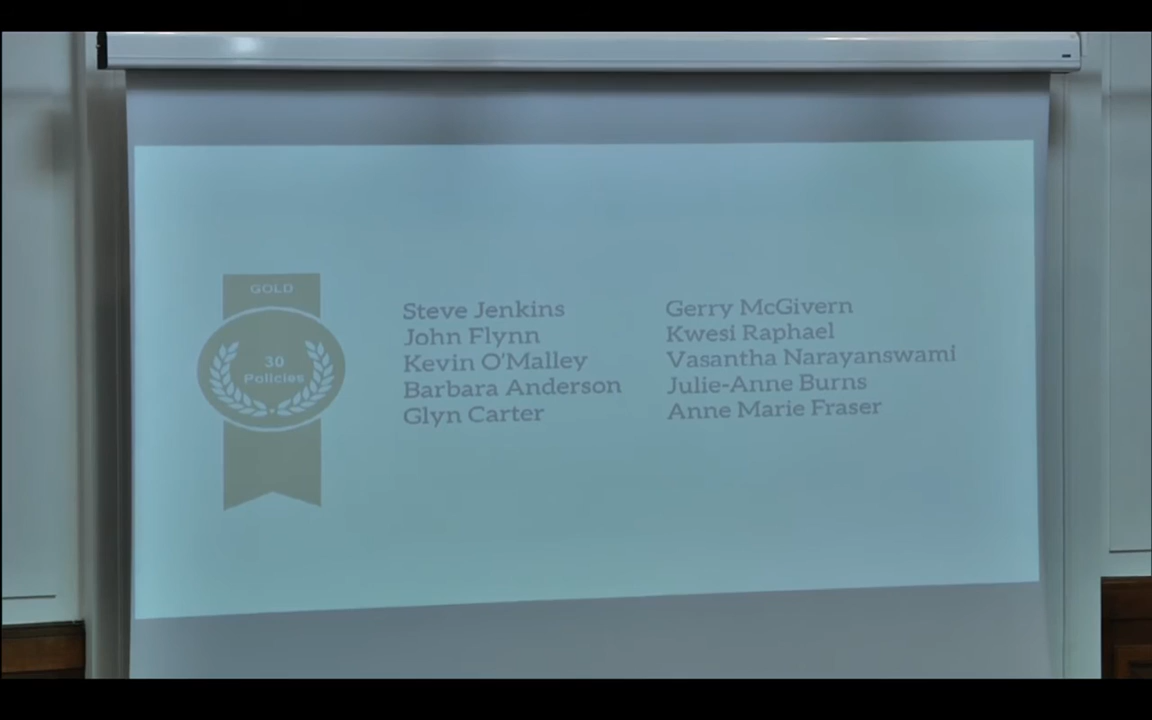 GOLD
30
Policies
Steve Jenkins
John Flynn
Kevin O'Malley
Barbara Anderson
Glyn Carter
Gerry McGivern
Kwesi Raphael
Vasantha Narayanswami
Julie-Anne Burns
Anne Marie Fraser